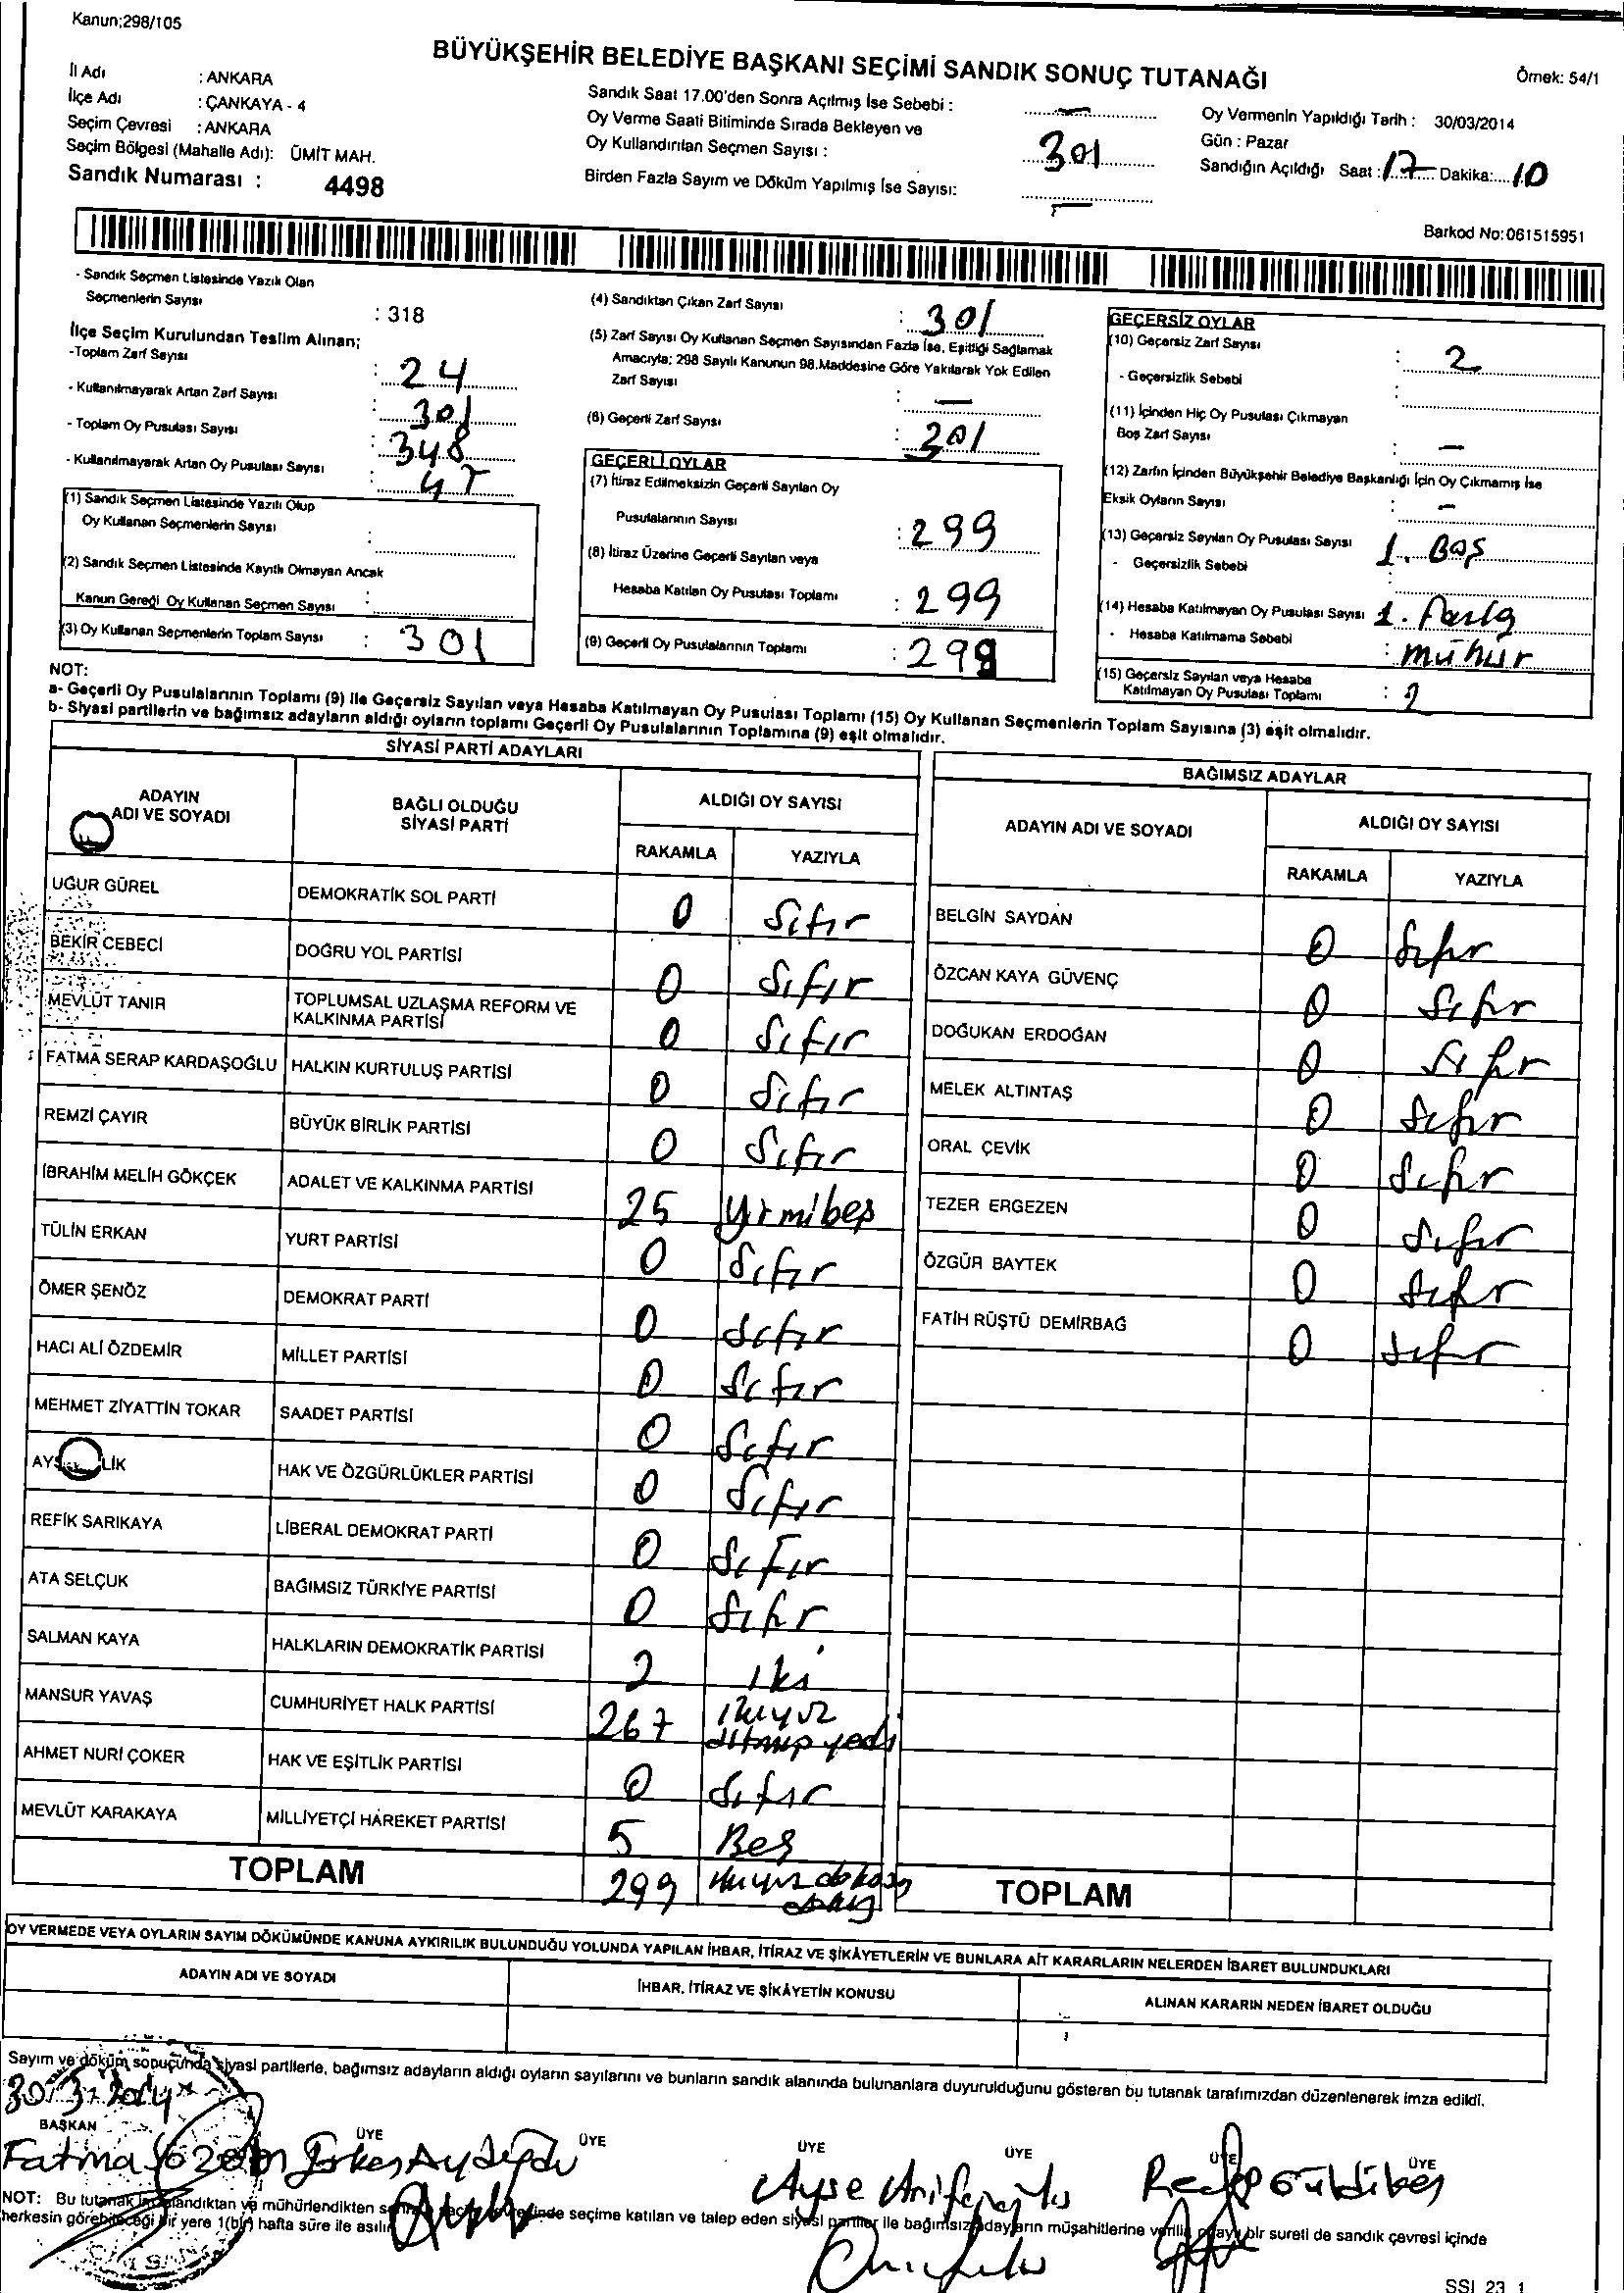 Kanun;298/105
BÜYÜKŞEHİR BELEDİYE BAŞKANI SEÇİMİ SANDIK SONUÇ TUTANAĞI
Örnek: 54/1
İl Adı : ANKARA
İlçe Adı : ÇANKAYA - 4
Seçim Çevresi : ANKARA
Seçim Bölgesi (Mahalle Adı): ÜMİT MAH.
Sandık Numarası : 4498
Sandık Saat 17.00'den Sonra Açılmış İse Sebebi : —
Oy Verme Saati Bitiminde Sırada Bekleyen ve
Oy Kullandırılan Seçmen Sayısı : 301
Birden Fazla Sayım ve Döküm Yapılmış İse Sayısı: —
Oy Vermenin Yapıldığı Tarih : 30/03/2014
Gün : Pazar
Sandığın Açıldığı Saat : 17 Dakika: 10
Barkod No:061515951
- Sandık Seçmen Listesinde Yazılı Olan
Seçmenlerin Sayısı : 318
İlçe Seçim Kurulundan Teslim Alınan;
-Toplam Zarf Sayısı : 24
- Kullanılmayarak Artan Zarf Sayısı : 301
- Toplam Oy Pusulası Sayısı : 348
- Kullanılmayarak Artan Oy Pusulası Sayısı : 47
(1) Sandık Seçmen Listesinde Yazılı Olup
Oy Kullanan Seçmenlerin Sayısı :
(2) Sandık Seçmen Listesinde Kayıtlı Olmayan Ancak
Kanun Gereği Oy Kullanan Seçmen Sayısı :
(3) Oy Kullanan Seçmenlerin Toplam Sayısı : 301
(4) Sandıktan Çıkan Zarf Sayısı : 301
(5) Zarf Sayısı Oy Kullanan Seçmen Sayısından Fazla İse, Eşitliği Sağlamak
Amacıyla; 298 Sayılı Kanunun 98.Maddesine Göre Yakılarak Yok Edilen
Zarf Sayısı : —
(6) Geçerli Zarf Sayısı : 301
GEÇERLİ OYLAR
(7) İtiraz Edilmeksizin Geçerli Sayılan Oy
Pusulalarının Sayısı : 299
(8) İtiraz Üzerine Geçerli Sayılan veya
Hesaba Katılan Oy Pusulası Toplamı : 299
(9) Geçerli Oy Pusulalarının Toplamı : 299
GEÇERSİZ OYLAR
(10) Geçersiz Zarf Sayısı : 2
- Geçersizlik Sebebi :
(11) İçinden Hiç Oy Pusulası Çıkmayan
Boş Zarf Sayısı : —
(12) Zarfın İçinden Büyükşehir Belediye Başkanlığı İçin Oy Çıkmamış İse
Eksik Oyların Sayısı : —
(13) Geçersiz Sayılan Oy Pusulası Sayısı 1. Boş
- Geçersizlik Sebebi :
(14) Hesaba Katılmayan Oy Pusulası Sayısı 1. Fazla
- Hesaba Katılmama Sebebi : mühür
(15) Geçersiz Sayılan veya Hesaba
Katılmayan Oy Pusulası Toplamı : 2
NOT:
a- Geçerli Oy Pusulalarının Toplamı (9) ile Geçersiz Sayılan veya Hesaba Katılmayan Oy Pusulası Toplamı (15) Oy Kullanan Seçmenlerin Toplam Sayısına (3) eşit olmalıdır.
b- Siyasi partilerin ve bağımsız adayların aldığı oyların toplamı Geçerli Oy Pusulalarının Toplamına (9) eşit olmalıdır.
SİYASİ PARTİ ADAYLARI
ADAYIN ADI VE SOYADI
BAĞLI OLDUĞU SİYASİ PARTİ
ALDIĞI OY SAYISI
RAKAMLA YAZIYLA
UĞUR GÜREL DEMOKRATİK SOL PARTİ 0 Sıfır
BEKİR CEBECİ DOĞRU YOL PARTİSİ 0 Sıfır
MEVLÜT TANIR TOPLUMSAL UZLAŞMA REFORM VE KALKINMA PARTİSİ 0 Sıfır
FATMA SERAP KARDAŞOĞLU HALKIN KURTULUŞ PARTİSİ 0 Sıfır
REMZİ ÇAYIR BÜYÜK BİRLİK PARTİSİ 0 Sıfır
İBRAHİM MELİH GÖKÇEK ADALET VE KALKINMA PARTİSİ 25 Yirmibeş
TÜLİN ERKAN YURT PARTİSİ 0 Sıfır
ÖMER ŞENÖZ DEMOKRAT PARTİ 0 Sıfır
HACI ALİ ÖZDEMİR MİLLET PARTİSİ 0 Sıfır
MEHMET ZİYATTİN TOKAR SAADET PARTİSİ 0 Sıfır
HAK VE ÖZGÜRLÜKLER PARTİSİ 0 Sıfır
REFİK SARIKAYA LİBERAL DEMOKRAT PARTİ 0 Sıfır
ATA SELÇUK BAĞIMSIZ TÜRKİYE PARTİSİ 0 Sıfır
SALMAN KAYA HALKLARIN DEMOKRATİK PARTİSİ 2 Iki
MANSUR YAVAŞ CUMHURİYET HALK PARTİSİ 267 ikiyüz altmış yedi
AHMET NURİ ÇOKER HAK VE EŞİTLİK PARTİSİ 0 Sıfır
MEVLÜT KARAKAYA MİLLİYETÇİ HAREKET PARTİSİ 5 Beş
TOPLAM 299
BAĞIMSIZ ADAYLAR
ADAYIN ADI VE SOYADI
ALDIĞI OY SAYISI
RAKAMLA YAZIYLA
BELGİN SAYDAN 0 Sıfır
ÖZCAN KAYA GÜVENÇ 0 Sıfır
DOĞUKAN ERDOĞAN 0 Sıfır
MELEK ALTINTAŞ 0 Sıfır
ORAL ÇEVİK 0 Sıfır
TEZER ERGEZEN 0 Sıfır
ÖZGÜR BAYTEK 0 Sıfır
FATİH RÜŞTÜ DEMİRBAĞ 0 Sıfır
TOPLAM
OY VERMEDE VEYA OYLARIN SAYIM DÖKÜMÜNDE KANUNA AYKIRILIK BULUNDUĞU YOLUNDA YAPILAN İHBAR, İTİRAZ VE ŞİKÂYETLERİN VE BUNLARA AİT KARARLARIN NELERDEN İBARET BULUNDUKLARI
ADAYIN ADI VE SOYADI
İHBAR, İTİRAZ VE ŞİKÂYETİN KONUSU
ALINAN KARARIN NEDEN İBARET OLDUĞU
Sayım ve döküm sonucunda siyasi partilerle, bağımsız adayların aldığı oyların sayılarını ve bunların sandık alanında bulunanlara duyurulduğunu gösteren bu tutanak tarafımızdan düzenlenerek imza edildi.
30.3.2014
BAŞKAN ÜYE ÜYE ÜYE ÜYE ÜYE ÜYE
Fatma Ayşe
NOT: Bu tutanak seçime katılan ve talep eden siyasi partiler ile bağımsız adayların müşahitlerine bir sureti de sandık çevresi içinde
herkesin görebileceği bir yere 1(bir) hafta süre ile asılır
SSI_23_1